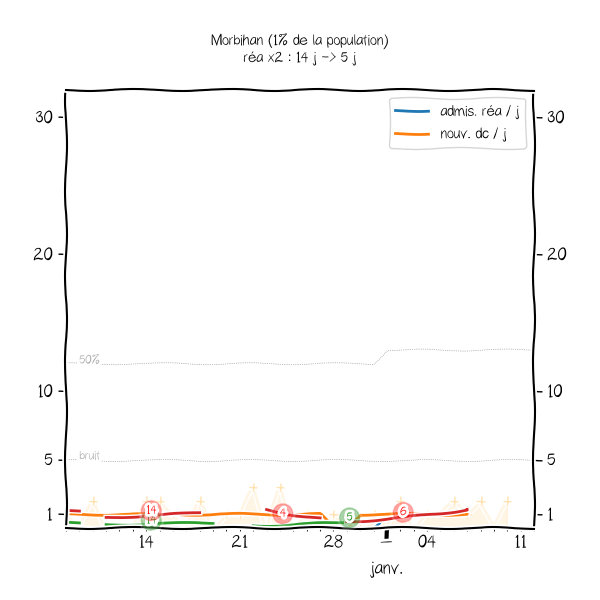 Morbihan (1% de la population)
réa x2 : 14 j -> 5 j
admis. réa / j
nouv. dc / j
30 30
20 20
50%
10 10
bruit
5 5
1 1
14 4 5 6
14
14 21 28 – 04 11
janv.